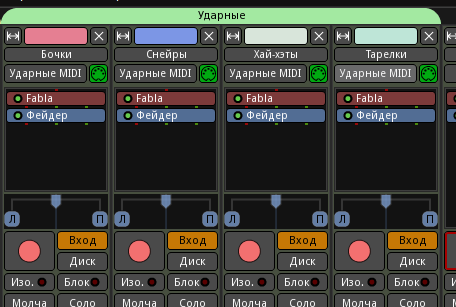 Ударные
Бочки Снейры Хай-хэты Тарелки
Ударные MIDI Ударные MIDI Ударные MIDI Ударные MIDI
Fabla Fabla Fabla Fabla
Фейдер Фейдер Фейдер Фейдер
Л П Л П Л П Л П
Вход Вход Вход Вход
Диск Диск Диск Диск
Изо. Блок Изо. Блок Изо. Блок Изо. Блок
Молча Соло Молча Соло Молча Соло Молча Соло